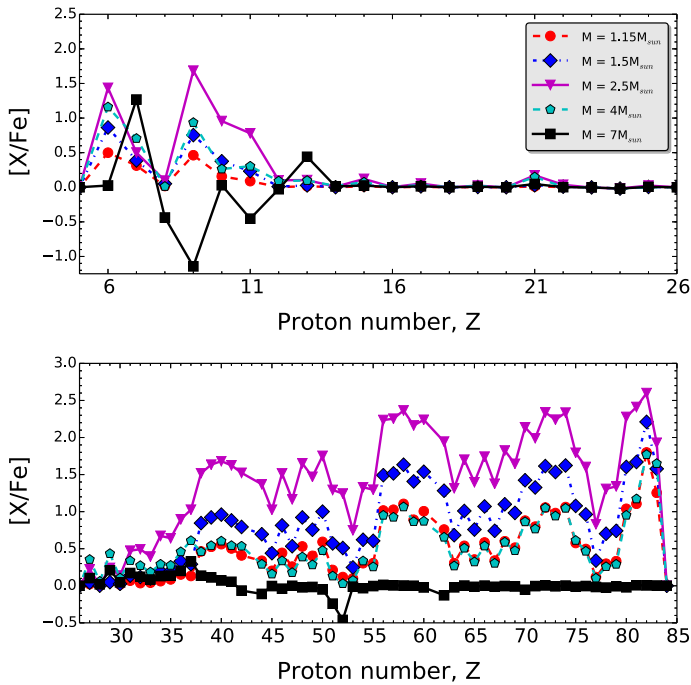 2.5
2.0
1.5
1.0
0.5
0.0
−0.5
−1.0
[X/Fe]
M = 1.15M_sun
M = 1.5M_sun
M = 2.5M_sun
M = 4M_sun
M = 7M_sun
6 11 16 21 26
Proton number, Z
3.0
2.5
2.0
1.5
1.0
0.5
0.0
−0.5
[X/Fe]
30 35 40 45 50 55 60 65 70 75 80 85
Proton number, Z